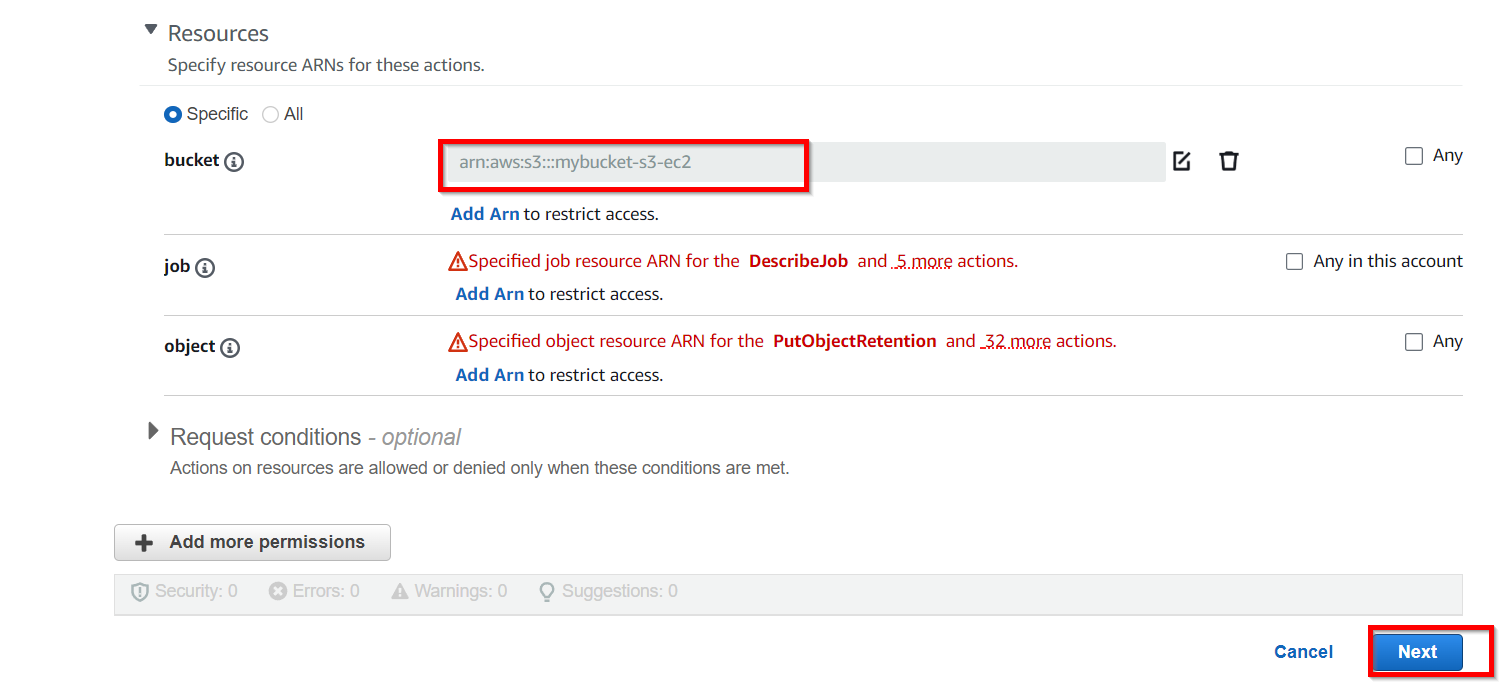 Resources
Specify resource ARNs for these actions.
Specific All
bucket arn:aws:s3:::mybucket-s3-ec2 Any
Add Arn to restrict access.
job Specified job resource ARN for the DescribeJob and 5 more actions. Any in this account
Add Arn to restrict access.
object Specified object resource ARN for the PutObjectRetention and 32 more actions. Any
Add Arn to restrict access.
Request conditions - optional
Actions on resources are allowed or denied only when these conditions are met.
Add more permissions
Security: 0 Errors: 0 Warnings: 0 Suggestions: 0
Cancel Next